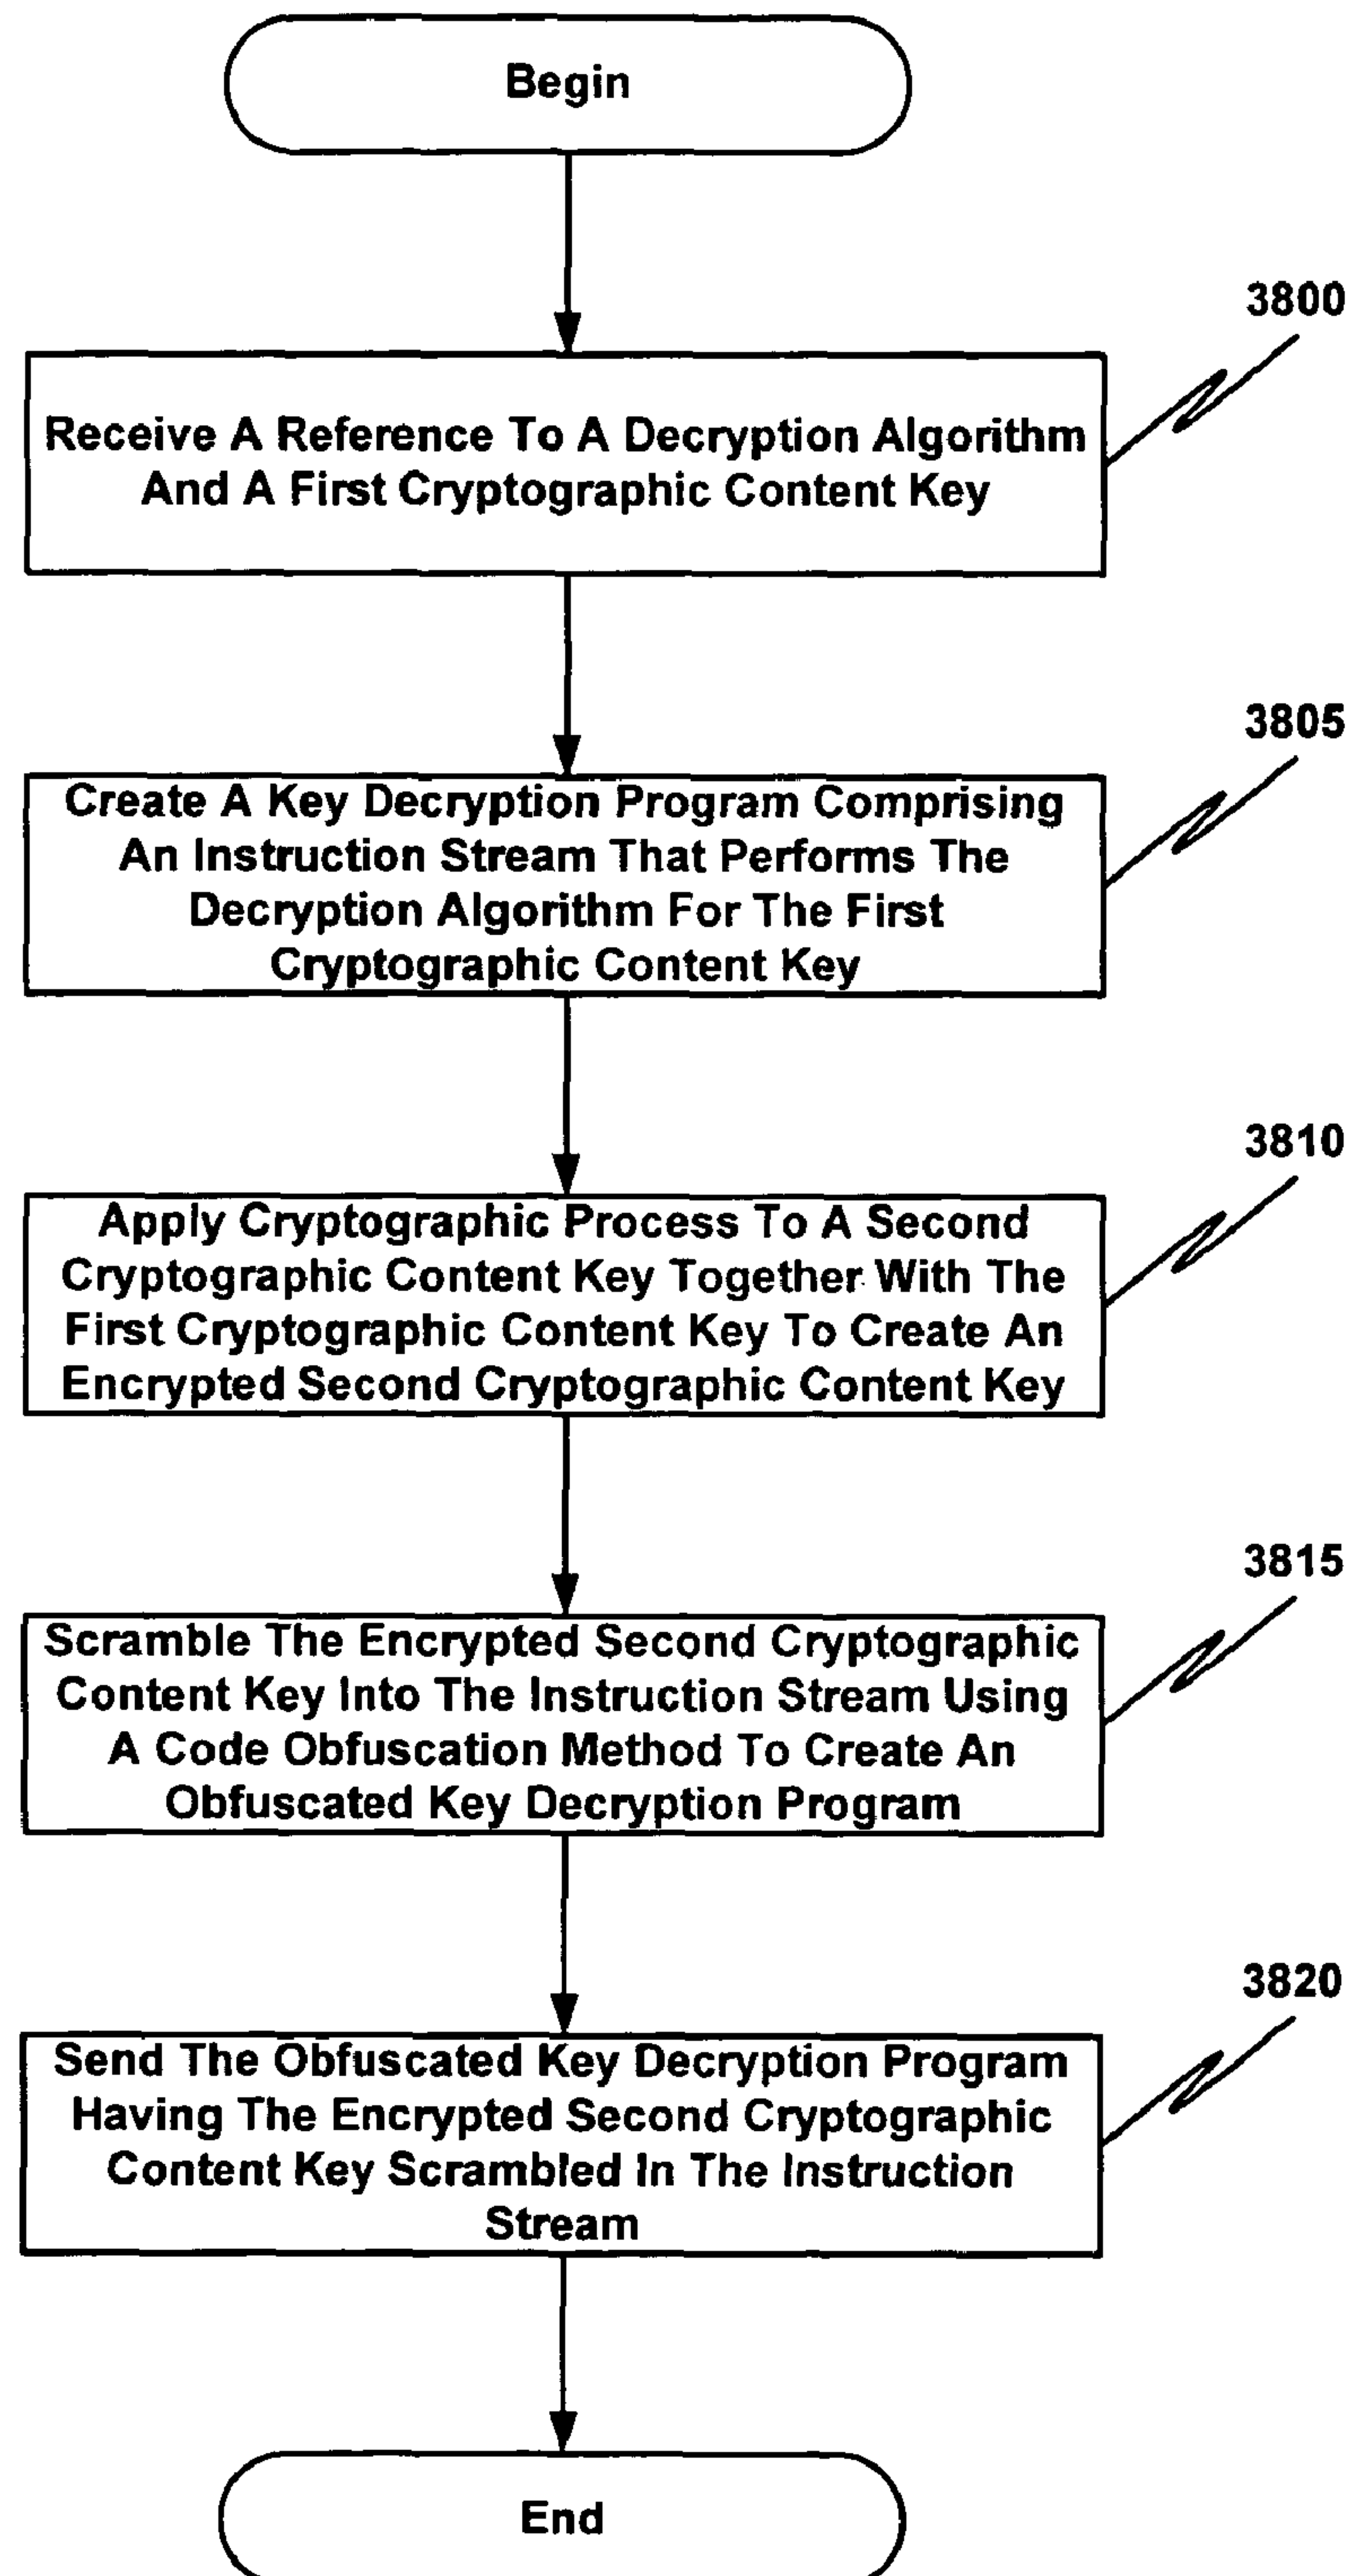 Begin
3800
Receive A Reference To A Decryption Algorithm
And A First Cryptographic Content Key
3805
Create A Key Decryption Program Comprising
An Instruction Stream That Performs The
Decryption Algorithm For The First
Cryptographic Content Key
3810
Apply Cryptographic Process To A Second
Cryptographic Content Key Together With The
First Cryptographic Content Key To Create An
Encrypted Second Cryptographic Content Key
3815
Scramble The Encrypted Second Cryptographic
Content Key Into The Instruction Stream Using
A Code Obfuscation Method To Create An
Obfuscated Key Decryption Program
3820
Send The Obfuscated Key Decryption Program
Having The Encrypted Second Cryptographic
Content Key Scrambled In The Instruction
Stream
End